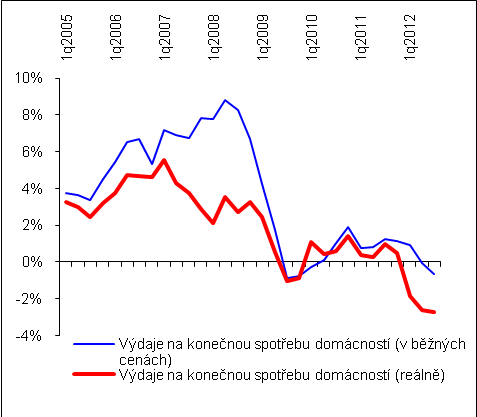 1q2005
1q2006
1q2007
1q2008
1q2009
1q2010
1q2011
1q2012
10%
8%
6%
4%
2%
0%
-2%
-4%
Výdaje na konečnou spotřebu domácností (v běžných
cenách)
Výdaje na konečnou spotřebu domácností (reálně)